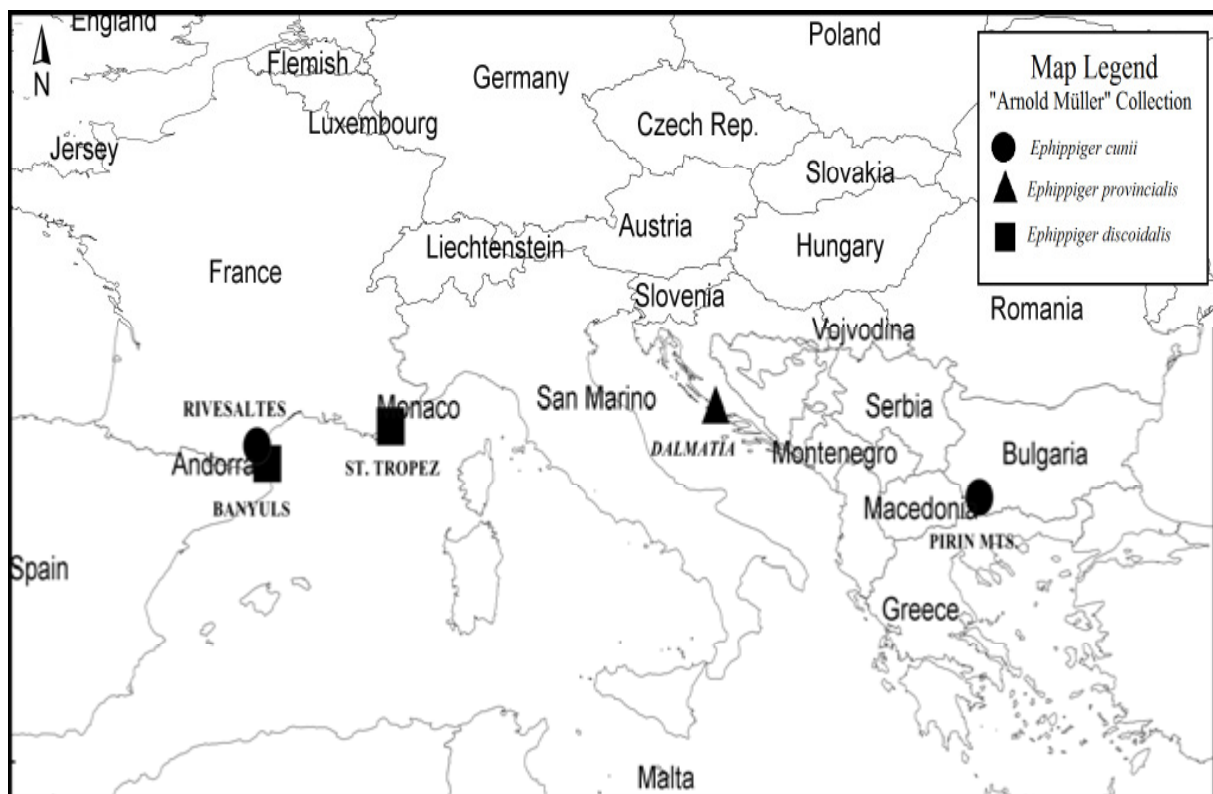 England
Poland
Flemish
Germany
N
Luxembourg
Czech Rep.
Jersey
Slovakia
Austria
Liechtenstein
Hungary
France
Slovenia
Romania
Vojvodina
Monaco
San Marino
RIVESALTES
Serbia
DALMATIA
Andorra
ST. TROPEZ
Montenegro
Bulgaria
BANYULS
Macedonia
PIRIN MTS.
Spain
Greece
Malta
Map Legend
"Arnold Müller" Collection
Ephippiger cunii
Ephippiger provincialis
Ephippiger discoidalis